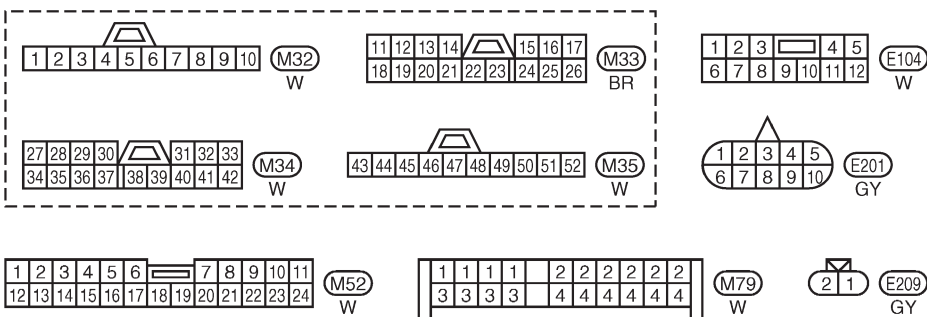 1 2 3 4 5 6 7 8 9 10 M32
W
11 12 13 14 15 16 17 M33
18 19 20 21 22 23 24 25 26
BR
1 2 3 4 5 E104
6 7 8 9 10 11 12
W
27 28 29 30 31 32 33 M34
34 35 36 37 38 39 40 41 42
W
43 44 45 46 47 48 49 50 51 52 M35
W
1 2 3 4 5 E201
6 7 8 9 10
GY
1 2 3 4 5 6 7 8 9 10 11 M52
12 13 14 15 16 17 18 19 20 21 22 23 24
W
1 1 1 1 2 2 2 2 2 2 M79
3 3 3 3 4 4 4 4 4 4
W
2 1 E209
GY